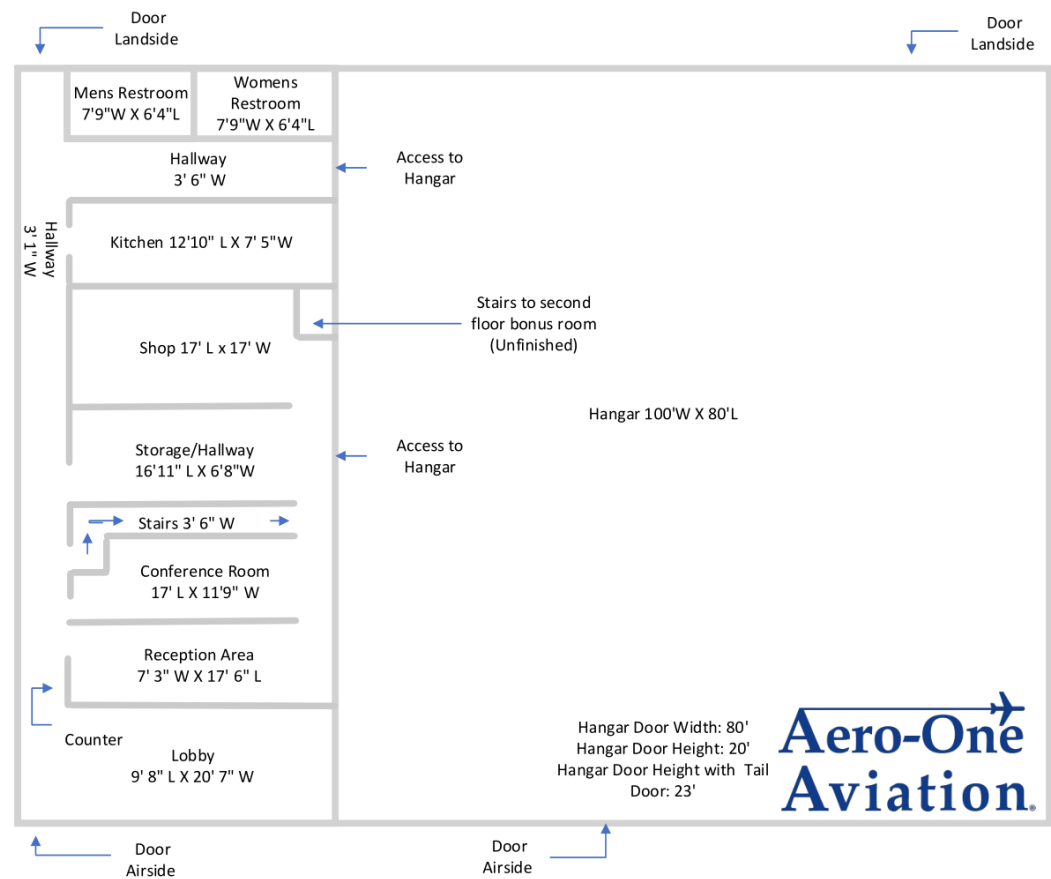 Door
Landside
Door
Landside
Mens Restroom
7'9"W X 6'4"L
Womens
Restroom
7'9"W X 6'4"L
Hallway
3' 6" W
Access to
Hangar
Hallway
3' 1" W
Kitchen 12'10" L X 7' 5"W
Stairs to second
floor bonus room
(Unfinished)
Shop 17' L x 17' W
Hangar 100'W X 80'L
Storage/Hallway
16'11" L X 6'8"W
Access to
Hangar
Stairs 3' 6" W
Conference Room
17' L X 11'9" W
Reception Area
7' 3" W X 17' 6" L
Counter
Lobby
9' 8" L X 20' 7" W
Hangar Door Width: 80'
Hangar Door Height: 20'
Hangar Door Height with Tail
Door: 23'
Aero-One
Aviation®
Door
Airside
Door
Airside